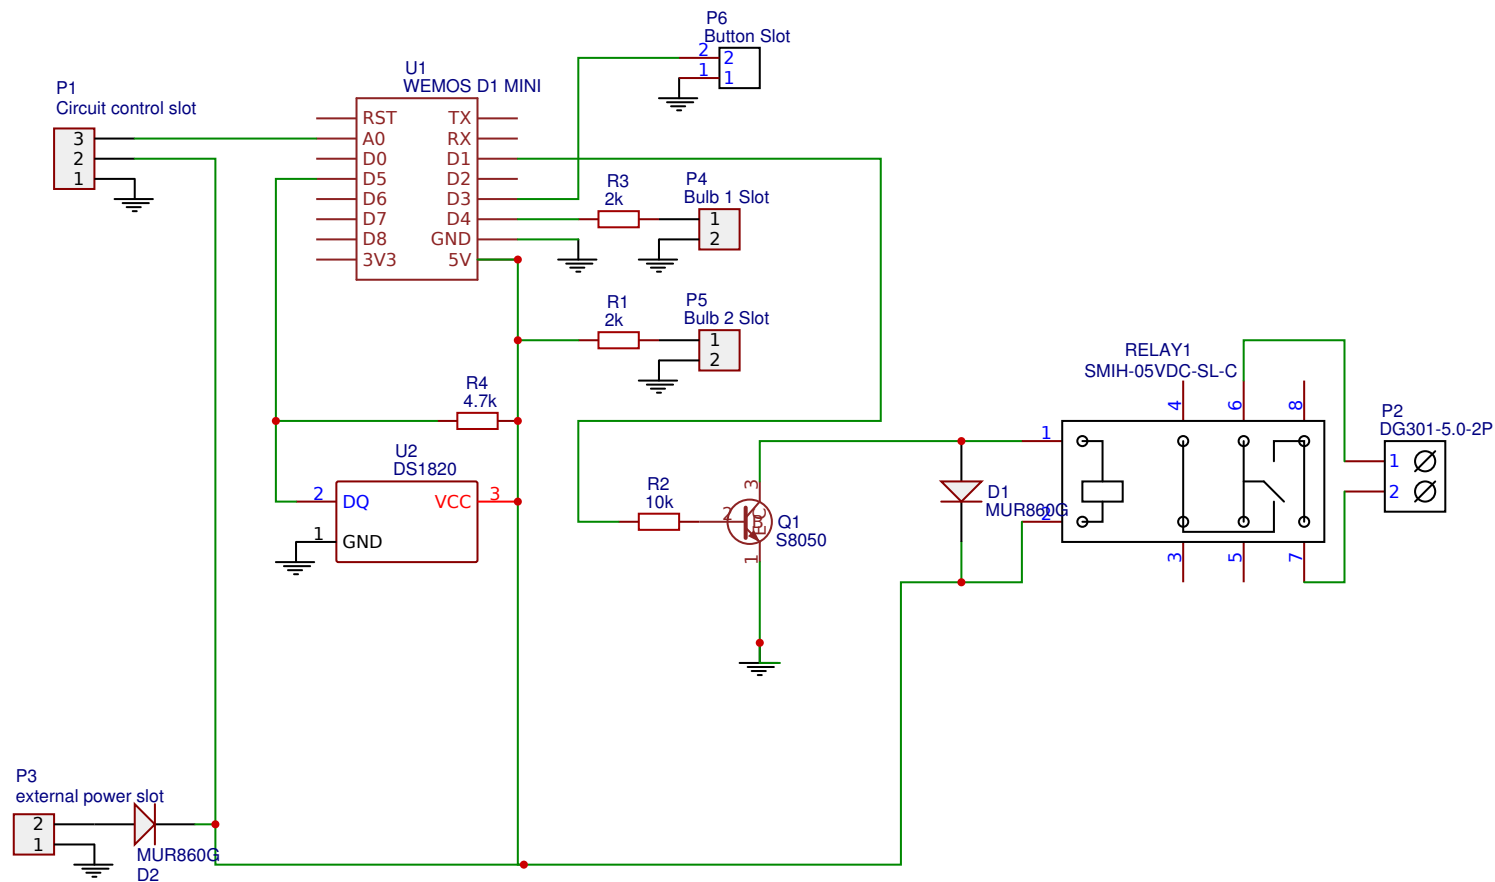 P6
Button Slot
2 2
1 1
U1
WEMOS D1 MINI
P1
Circuit control slot
3
2
1
RST TX
A0 RX
D0 D1
D5 D2
D6 D3
D7 D4
D8 GND
3V3 5V
R3
2k
P4
Bulb 1 Slot
1
2
R1
2k
P5
Bulb 2 Slot
1
2
R4
4.7k
U2
DS1820
2 DQ VCC 3
1 GND
R2
10k
3
2 B C E
1
Q1
S8050
D1
MUR860G
RELAY1
SMIH-05VDC-SL-C
4 6 8
1
2
3 5 7
P2
DG301-5.0-2P
1
2
P3
external power slot
2
1
MUR860G
D2